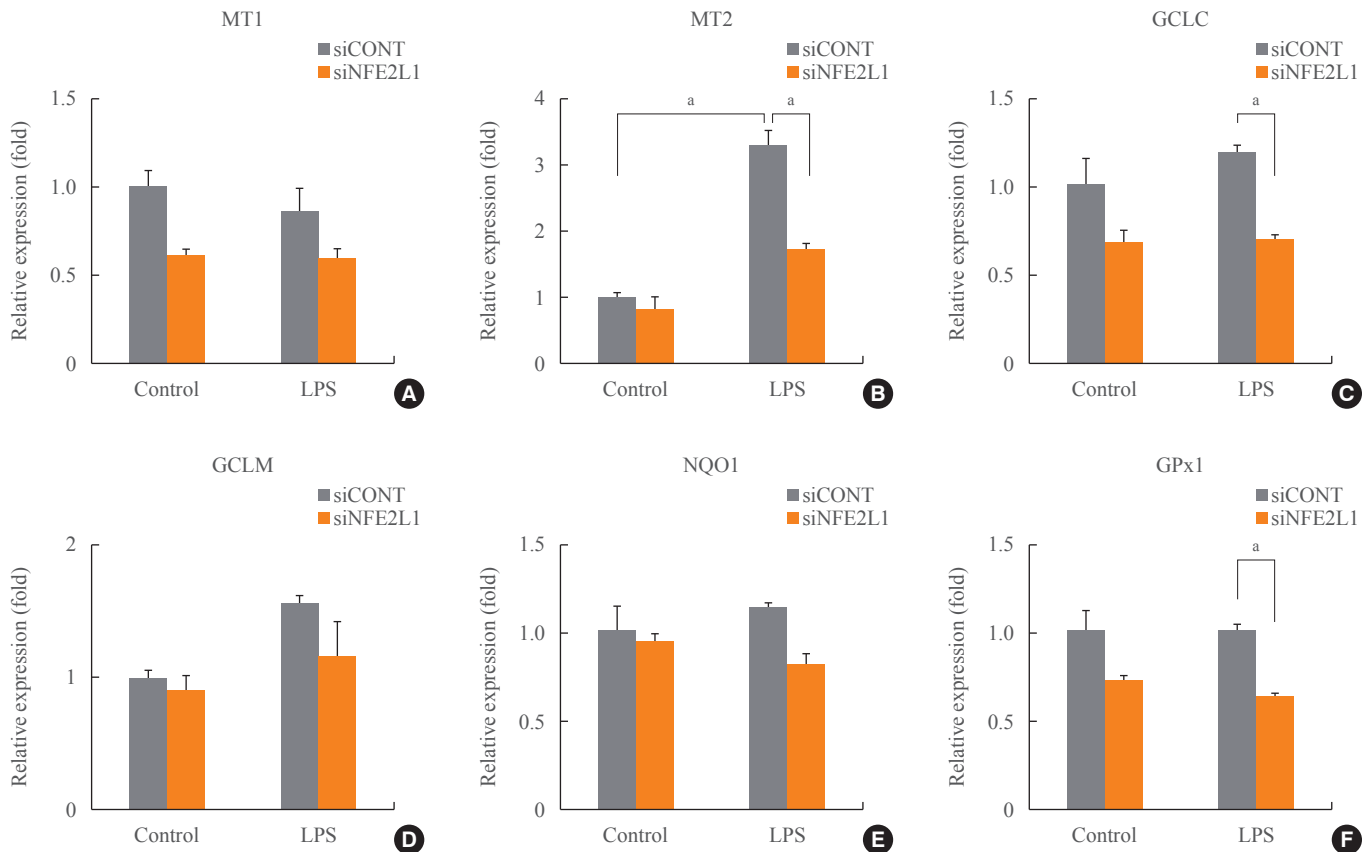 MT1
siCONT
siNFE2L1
Relative expression (fold)
1.5
1.0
0.5
0
Control
LPS
A
MT2
siCONT
siNFE2L1
Relative expression (fold)
4
3
2
1
0
a
a
Control
LPS
B
GCLC
siCONT
siNFE2L1
Relative expression (fold)
1.5
1.0
0.5
0
a
Control
LPS
C
GCLM
siCONT
siNFE2L1
Relative expression (fold)
2
1
0
Control
LPS
D
NQO1
siCONT
siNFE2L1
Relative expression (fold)
1.5
1.0
0.5
0
Control
LPS
E
GPx1
siCONT
siNFE2L1
Relative expression (fold)
1.5
1.0
0.5
0
a
Control
LPS
F